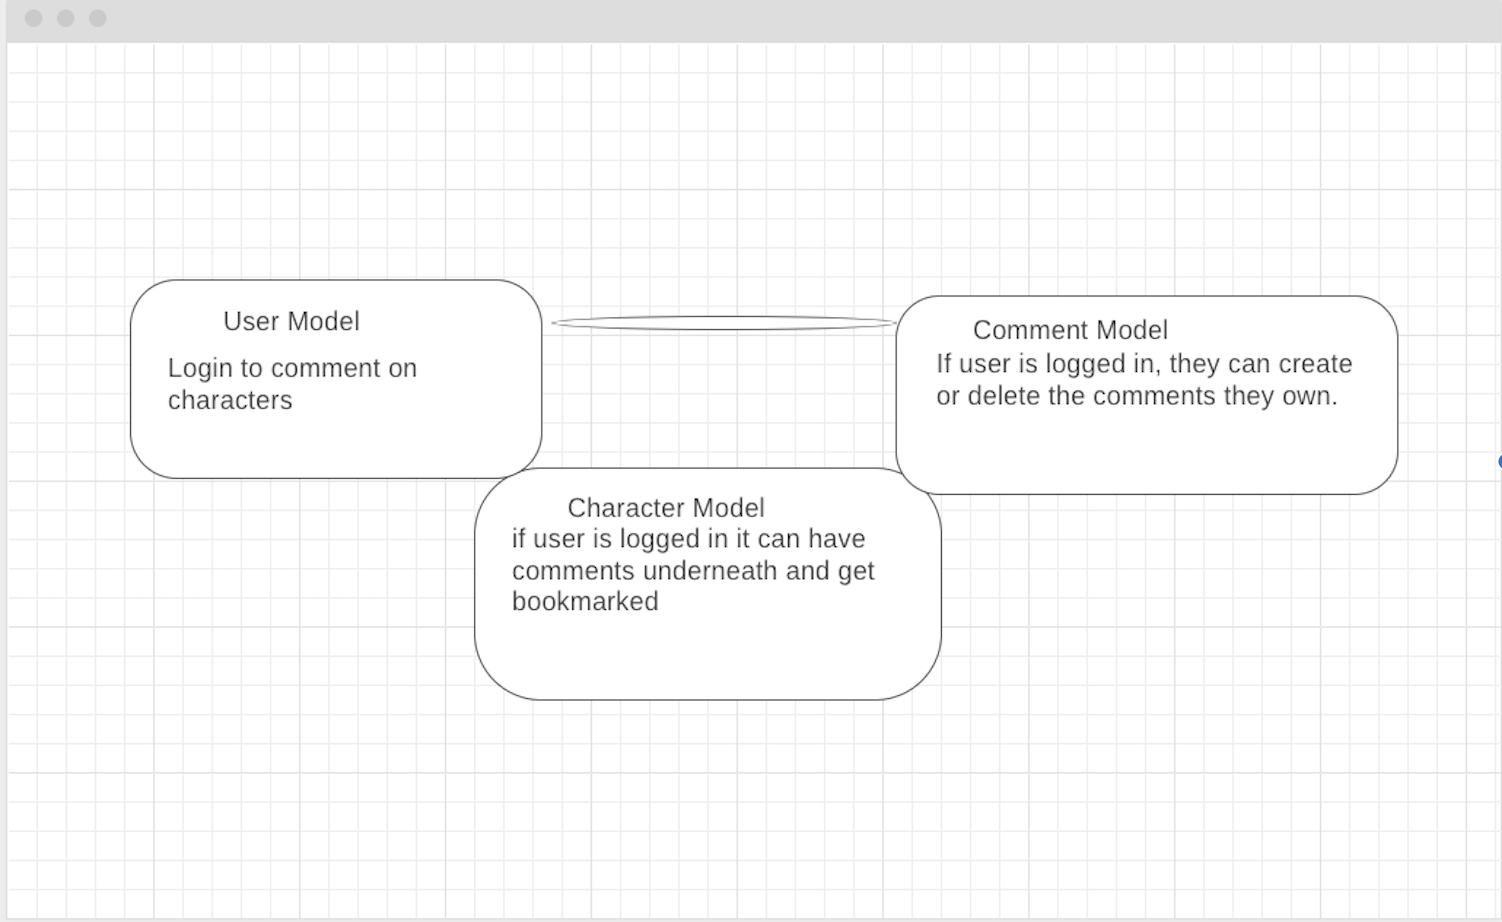 User Model
Login to comment on
characters
Comment Model
If user is logged in, they can create
or delete the comments they own.
Character Model
if user is logged in it can have
comments underneath and get
bookmarked